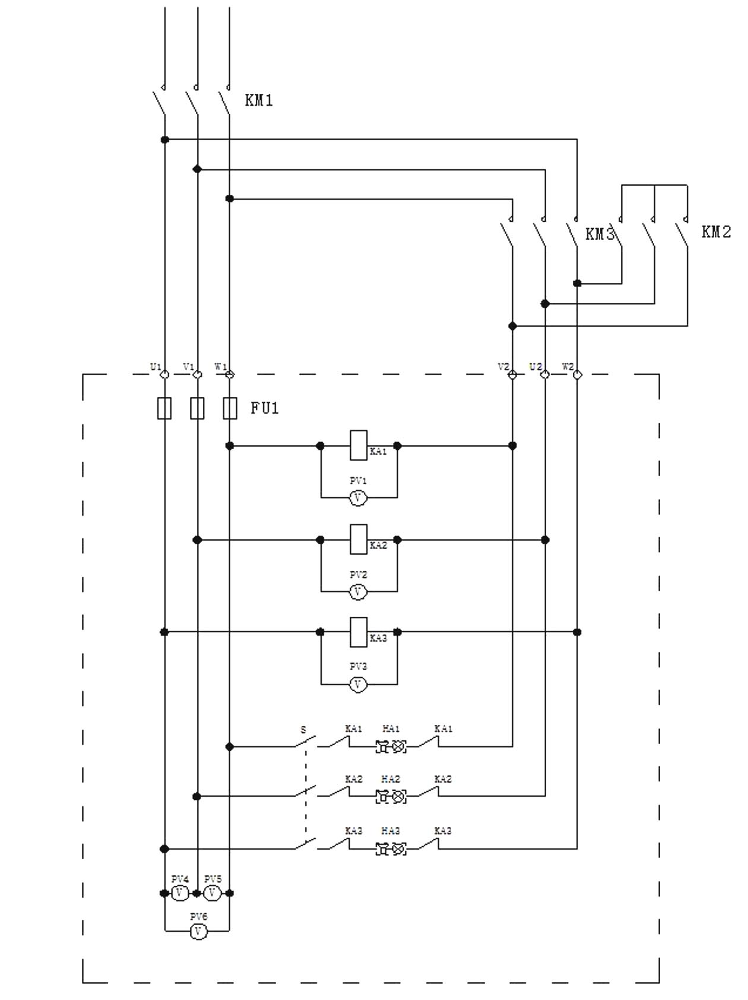 KM1
KM3
KM2
U1 V1 W1 V2 U2 W2
FU1
KA1
PV1
V
KA2
PV2
V
KA3
PV3
V
S KA1 HA1 KA1
KA2 HA2 KA2
KA3 HA3 KA3
PV4 PV5
V V
PV6
V